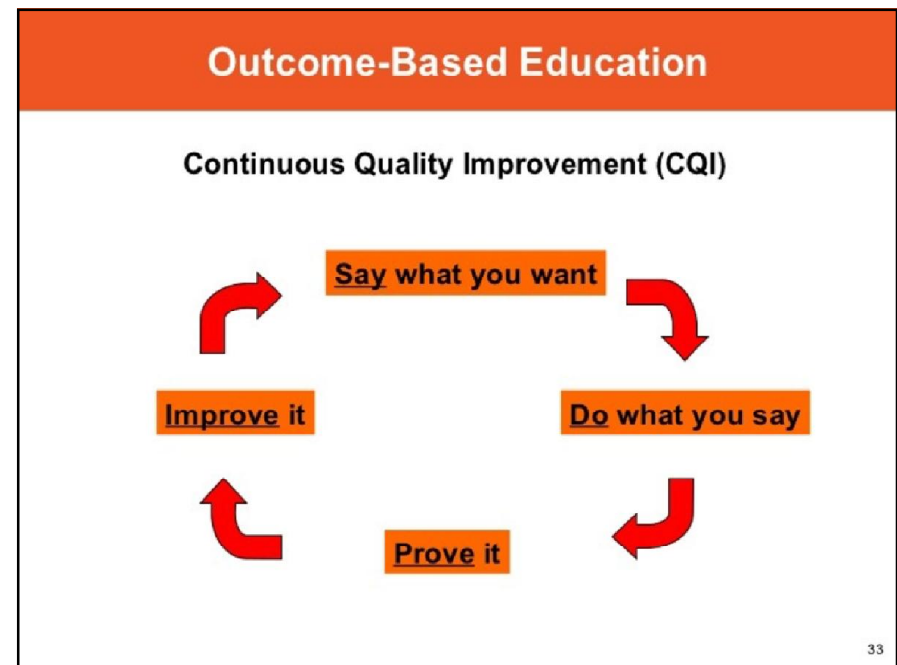 Outcome-Based Education
Continuous Quality Improvement (CQI)
Say what you want
Improve it
Do what you say
Prove it
33